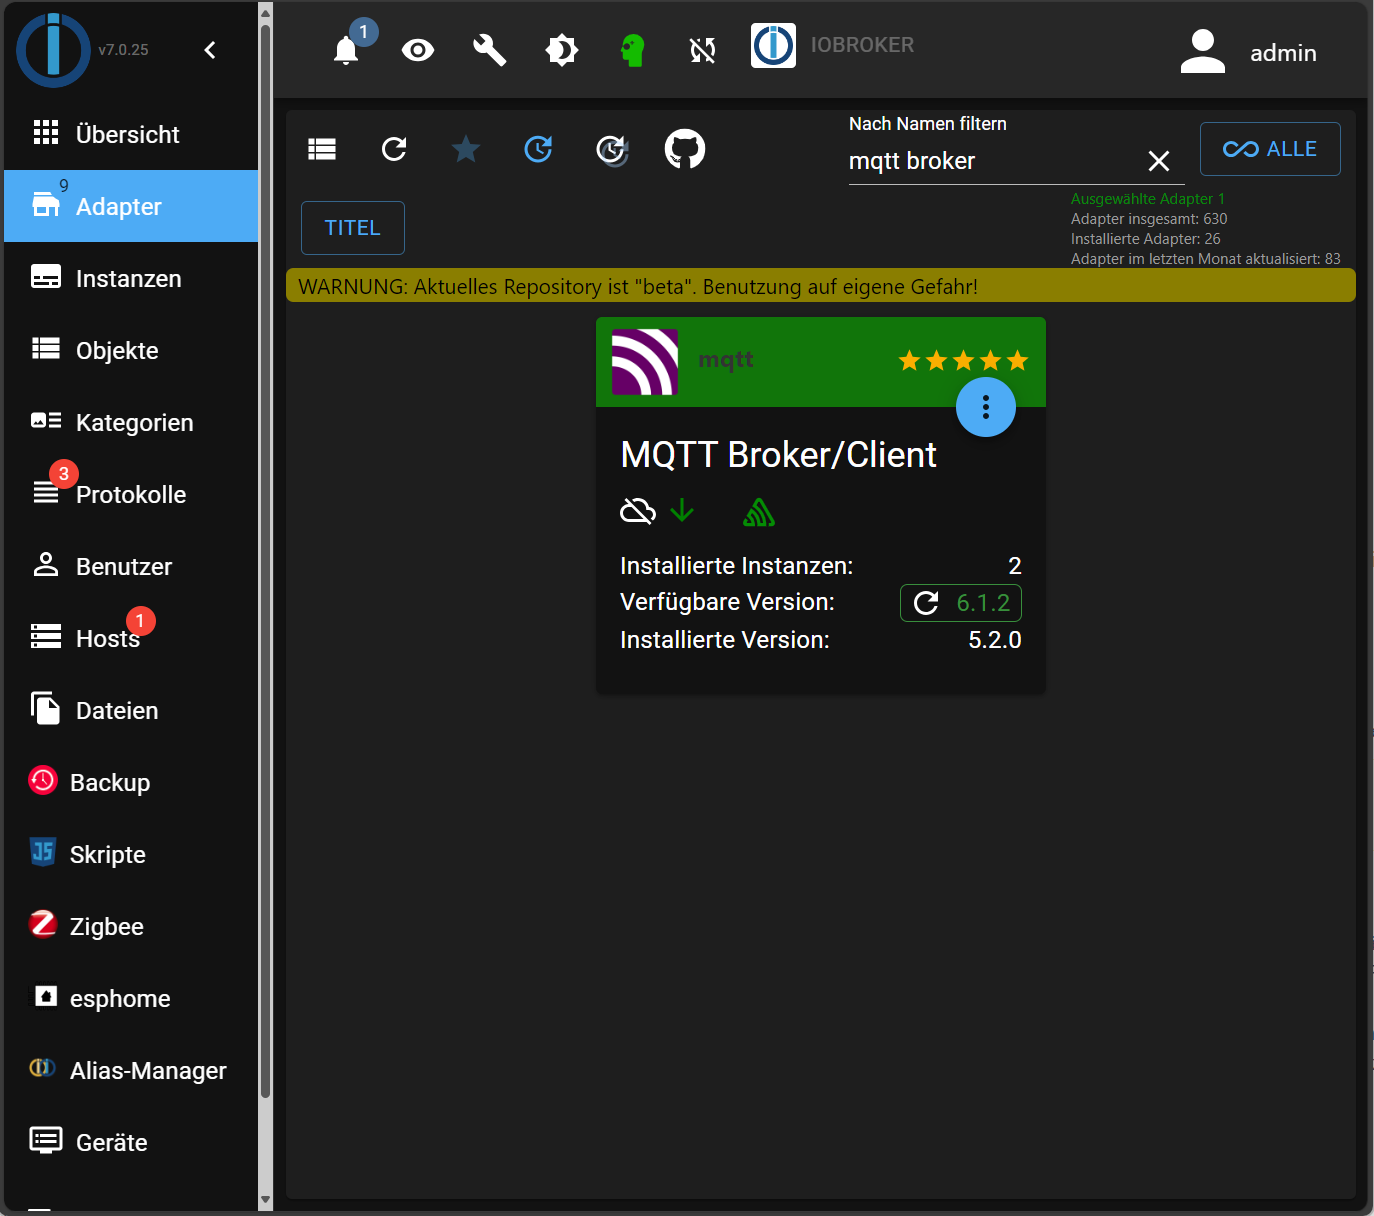 v7.0.25
Übersicht
9
Adapter
Instanzen
Objekte
Kategorien
3
Protokolle
Benutzer
1
Hosts
Dateien
Backup
JS
Skripte
Zigbee
esphome
Alias-Manager
Geräte
1
IOBROKER
admin
Nach Namen filtern
mqtt broker
ALLE
TITEL
Ausgewählte Adapter 1
Adapter insgesamt: 630
Installierte Adapter: 26
Adapter im letzten Monat aktualisiert: 83
WARNUNG: Aktuelles Repository ist "beta". Benutzung auf eigene Gefahr!
mqtt
MQTT Broker/Client
Installierte Instanzen: 2
Verfügbare Version: 6.1.2
Installierte Version: 5.2.0